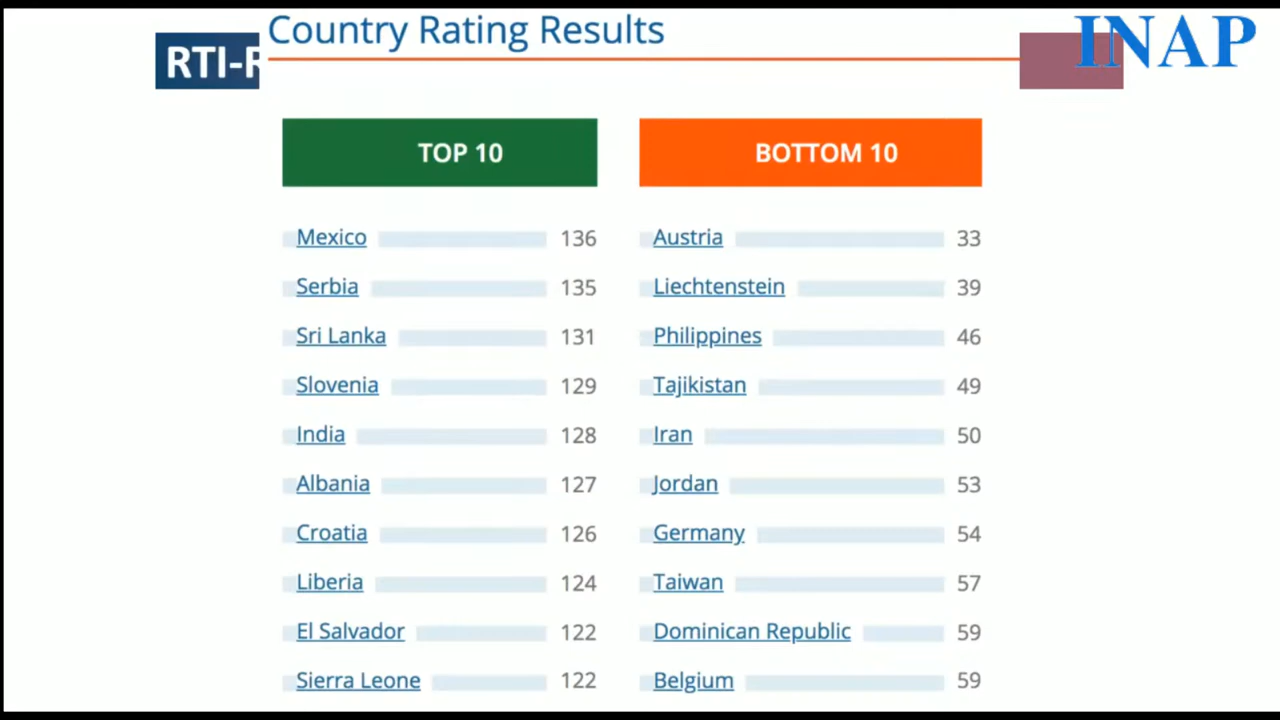 Country Rating Results
INAP
RTI-R
TOP 10
BOTTOM 10
Mexico 136
Serbia 135
Sri Lanka 131
Slovenia 129
India 128
Albania 127
Croatia 126
Liberia 124
El Salvador 122
Sierra Leone 122
Austria 33
Liechtenstein 39
Philippines 46
Tajikistan 49
Iran 50
Jordan 53
Germany 54
Taiwan 57
Dominican Republic 59
Belgium 59